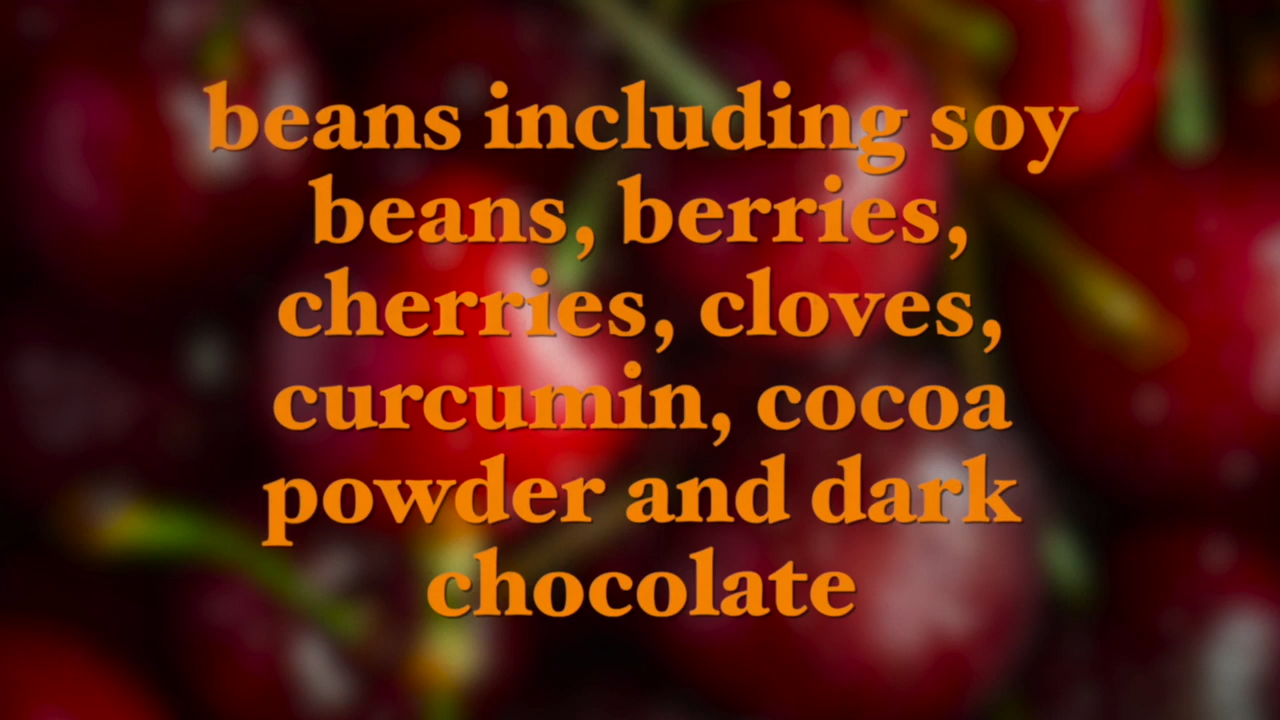 beans including soy
beans, berries,
cherries, cloves,
curcumin, cocoa
powder and dark
chocolate